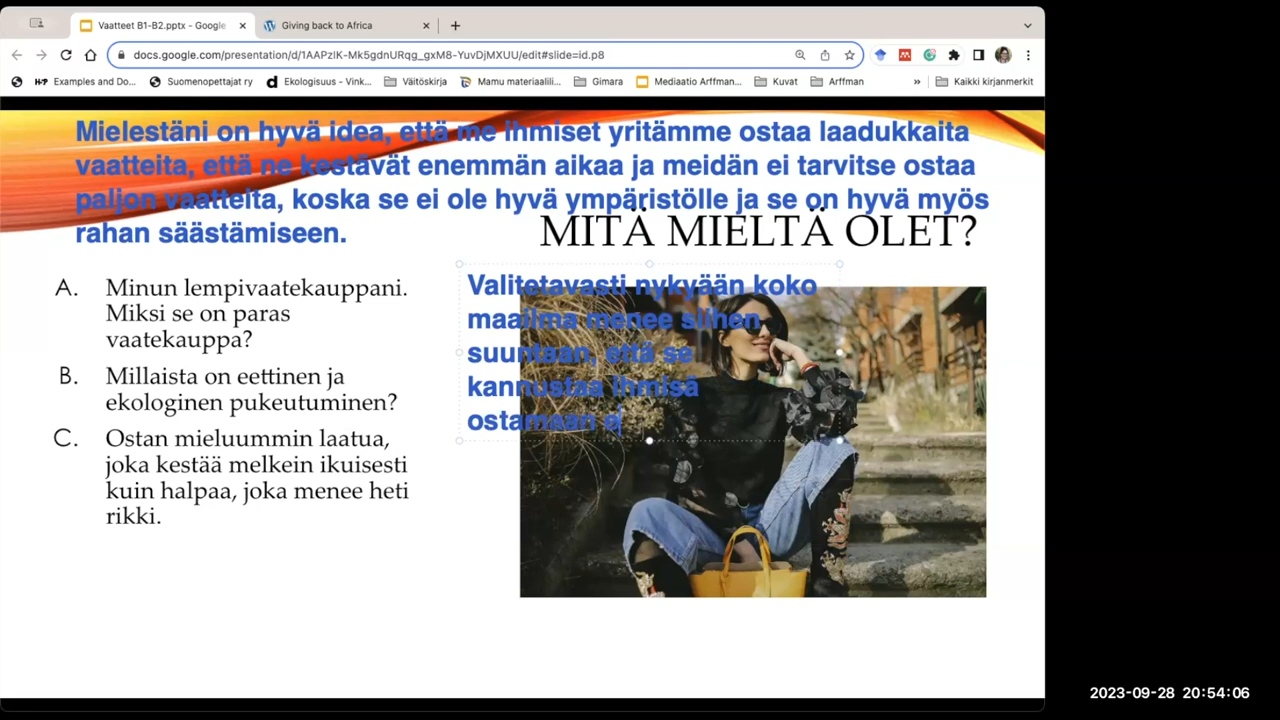 Vaatteet B1-B2.pptx - Google
Giving back to Africa
docs.google.com/presentation/d/1AAPzIK-Mk5gdnURqg_gxM8-YuvDjMXUU/edit#slide=id.p8
Examples and Do...
Suomenopettajat ry
Ekologisuus - Vink...
Väitöskirja
Mamu materiaalii...
Gimara
Mediaatio Arffman...
Kuvat
Arffman
»
Kaikki kirjanmerkit
Mielestäni on hyvä idea, että me ihmiset yritämme ostaa laadukkaita
vaatteita, että ne kestävät enemmän aikaa ja meidän ei tarvitse ostaa
paljon vaatteita, koska se ei ole hyvä ympäristölle ja se on hyvä myös
rahan säästämiseen.
MITÄ MIELTÄ OLET?
A. Minun lempivaatekauppani.
Miksi se on paras
vaatekauppa?
B. Millaista on eettinen ja
ekologinen pukeutuminen?
C. Ostan mieluummin laatua,
joka kestää melkein ikuisesti
kuin halpaa, joka menee heti
rikki.
Valitetavasti nykyään koko
maailma menee siihen
suuntaan, että se
kannustaa ihmisä
ostamaan e
2023-09-28 20:54:06